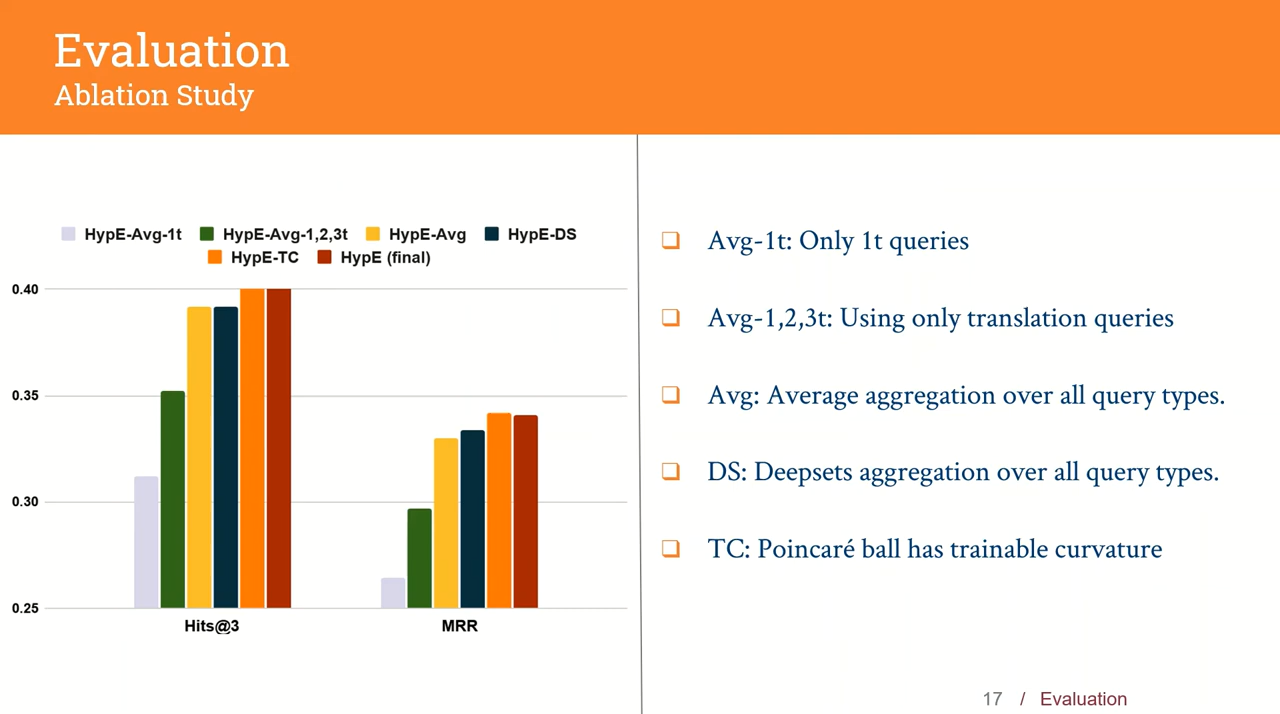 Evaluation
Ablation Study
HypE-Avg-1t HypE-Avg-1,2,3t HypE-Avg HypE-DS
HypE-TC HypE (final)
0.40
0.35
0.30
0.25
Hits@3 MRR
Avg-1t: Only 1t queries
Avg-1,2,3t: Using only translation queries
Avg: Average aggregation over all query types.
DS: Deepsets aggregation over all query types.
TC: Poincaré ball has trainable curvature
17 / Evaluation